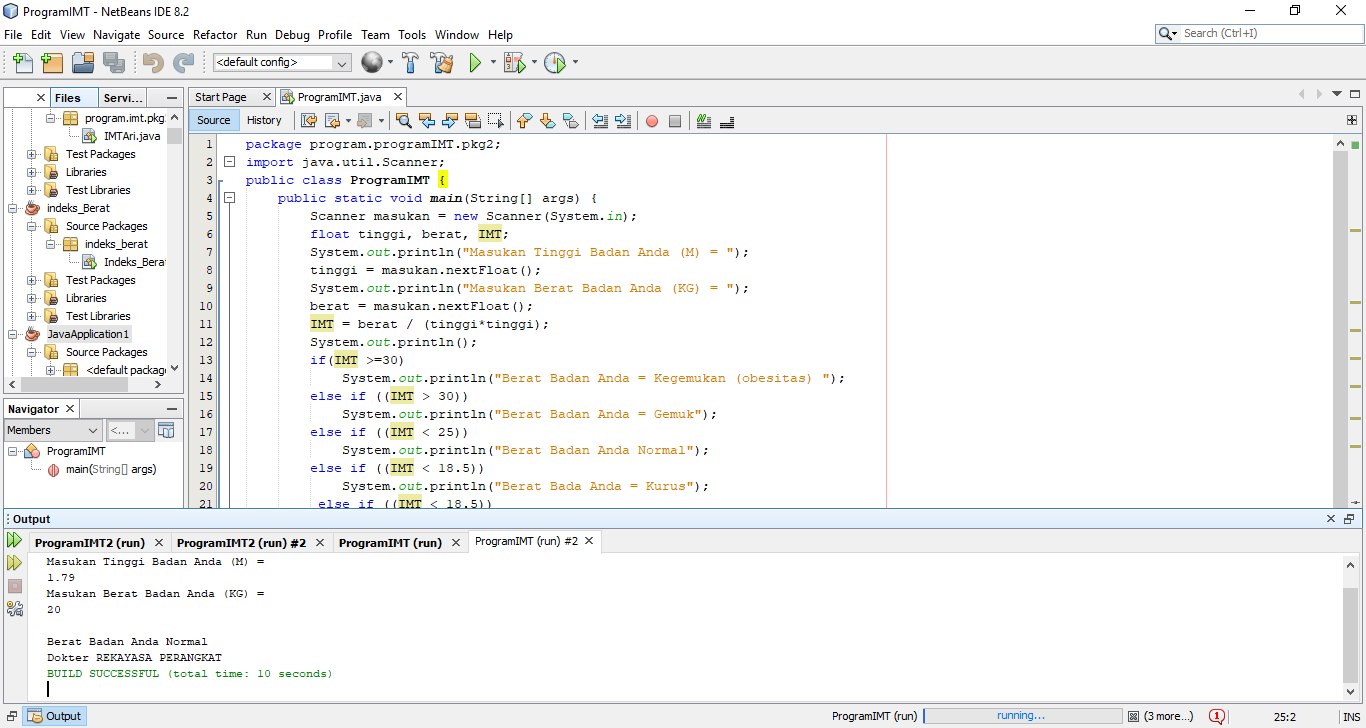 ProgramIMT - NetBeans IDE 8.2
File Edit View Navigate Source Refactor Run Debug Profile Team Tools Window Help
Search (Ctrl+I)
<default config>
Files Servi...
Start Page ProgramIMT.java
Source History
program.imt.pkg
IMTAri.java
Test Packages
Libraries
Test Libraries
indeks_Berat
Source Packages
indeks_berat
Indeks_Bera
Test Packages
Libraries
Test Libraries
JavaApplication1
Source Packages
<default package
Navigator
Members <...
ProgramIMT
main(String[] args)
1 package program.programIMT.pkg2;
2 import java.util.Scanner;
3 public class ProgramIMT {
4 public static void main(String[] args) {
5 Scanner masukan = new Scanner(System.in);
6 float tinggi, berat, IMT;
7 System.out.println("Masukan Tinggi Badan Anda (M) = ");
8 tinggi = masukan.nextFloat();
9 System.out.println("Masukan Berat Badan Anda (KG) = ");
10 berat = masukan.nextFloat();
11 IMT = berat / (tinggi*tinggi);
12 System.out.println();
13 if(IMT >=30)
14 System.out.println("Berat Badan Anda = Kegemukan (obesitas) ");
15 else if ((IMT > 30))
16 System.out.println("Berat Badan Anda = Gemuk");
17 else if ((IMT < 25))
18 System.out.println("Berat Badan Anda Normal");
19 else if ((IMT < 18.5))
20 System.out.println("Berat Bada Anda = Kurus");
21 else if ((IMT < 18.5))
Output
ProgramIMT2 (run) ProgramIMT2 (run) #2 ProgramIMT (run) ProgramIMT (run) #2
Masukan Tinggi Badan Anda (M) =
1.79
Masukan Berat Badan Anda (KG) =
20
Berat Badan Anda Normal
Dokter REKAYASA PERANGKAT
BUILD SUCCESSFUL (total time: 10 seconds)
Output
ProgramIMT (run) running... (3 more...) 1 25:2 INS